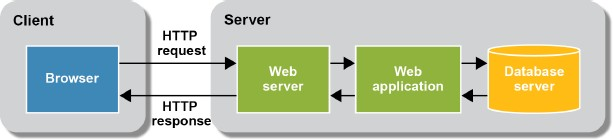 Client
Server
HTTP
request
Browser
Web
server
Web
application
Database
server
HTTP
response